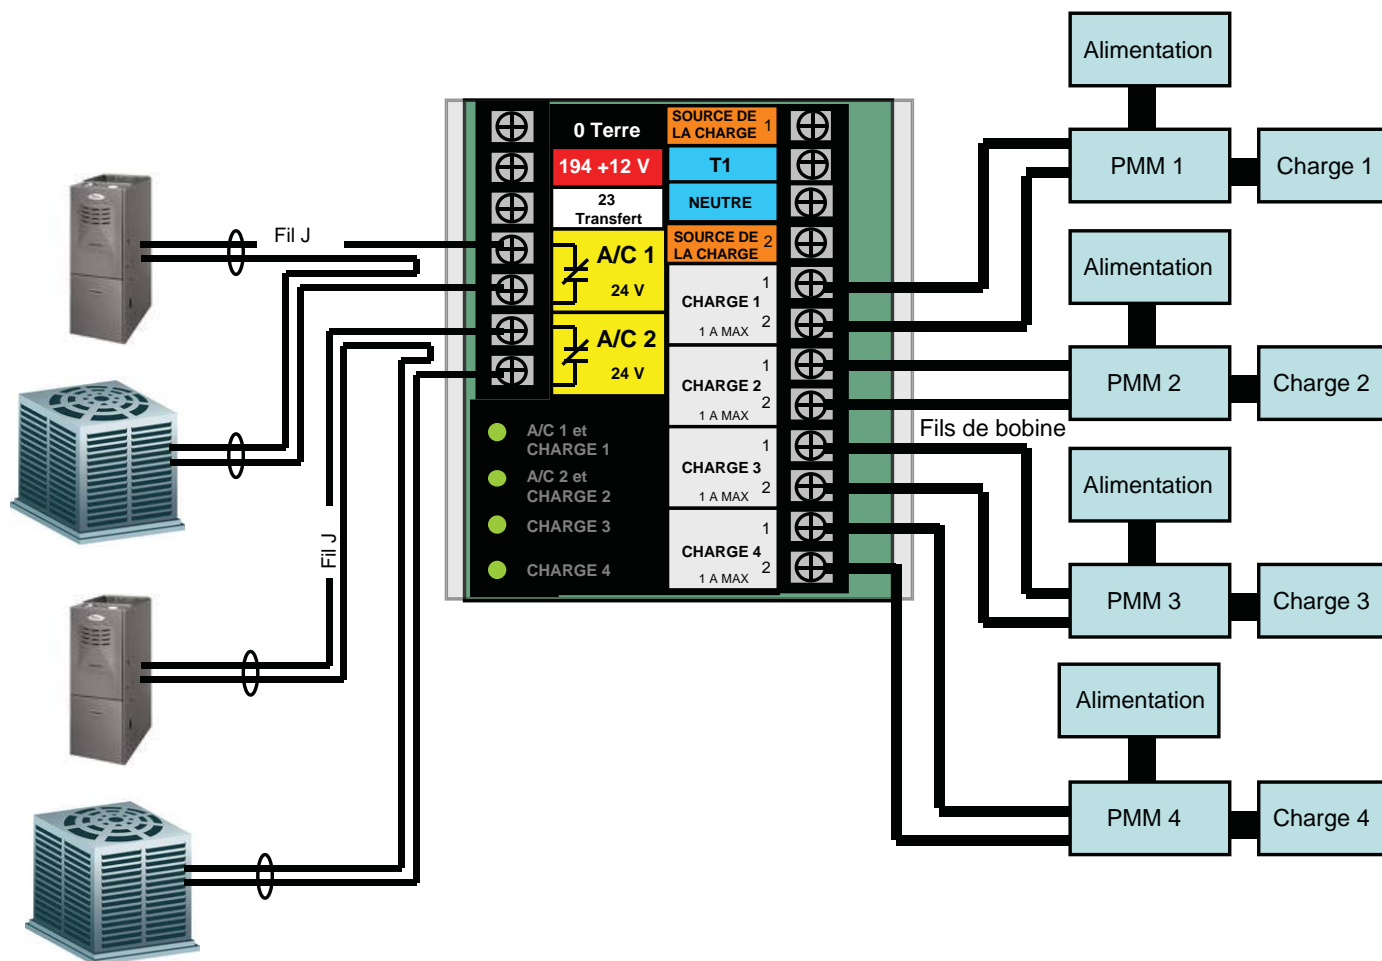 Fil J
Fil J
0 Terre
194 +12 V
23
Transfert
A/C 1
24 V
A/C 2
24 V
A/C 1 et
CHARGE 1
A/C 2 et
CHARGE 2
CHARGE 3
CHARGE 4
SOURCE DE
LA CHARGE 1
T1
NEUTRE
SOURCE DE
LA CHARGE 2
1
CHARGE 1
2
1 A MAX
1
CHARGE 2
2
1 A MAX
1
CHARGE 3
2
1 A MAX
1
CHARGE 4
2
1 A MAX
Fils de bobine
Alimentation
PMM 1
Charge 1
Alimentation
PMM 2
Charge 2
Alimentation
PMM 3
Charge 3
Alimentation
PMM 4
Charge 4